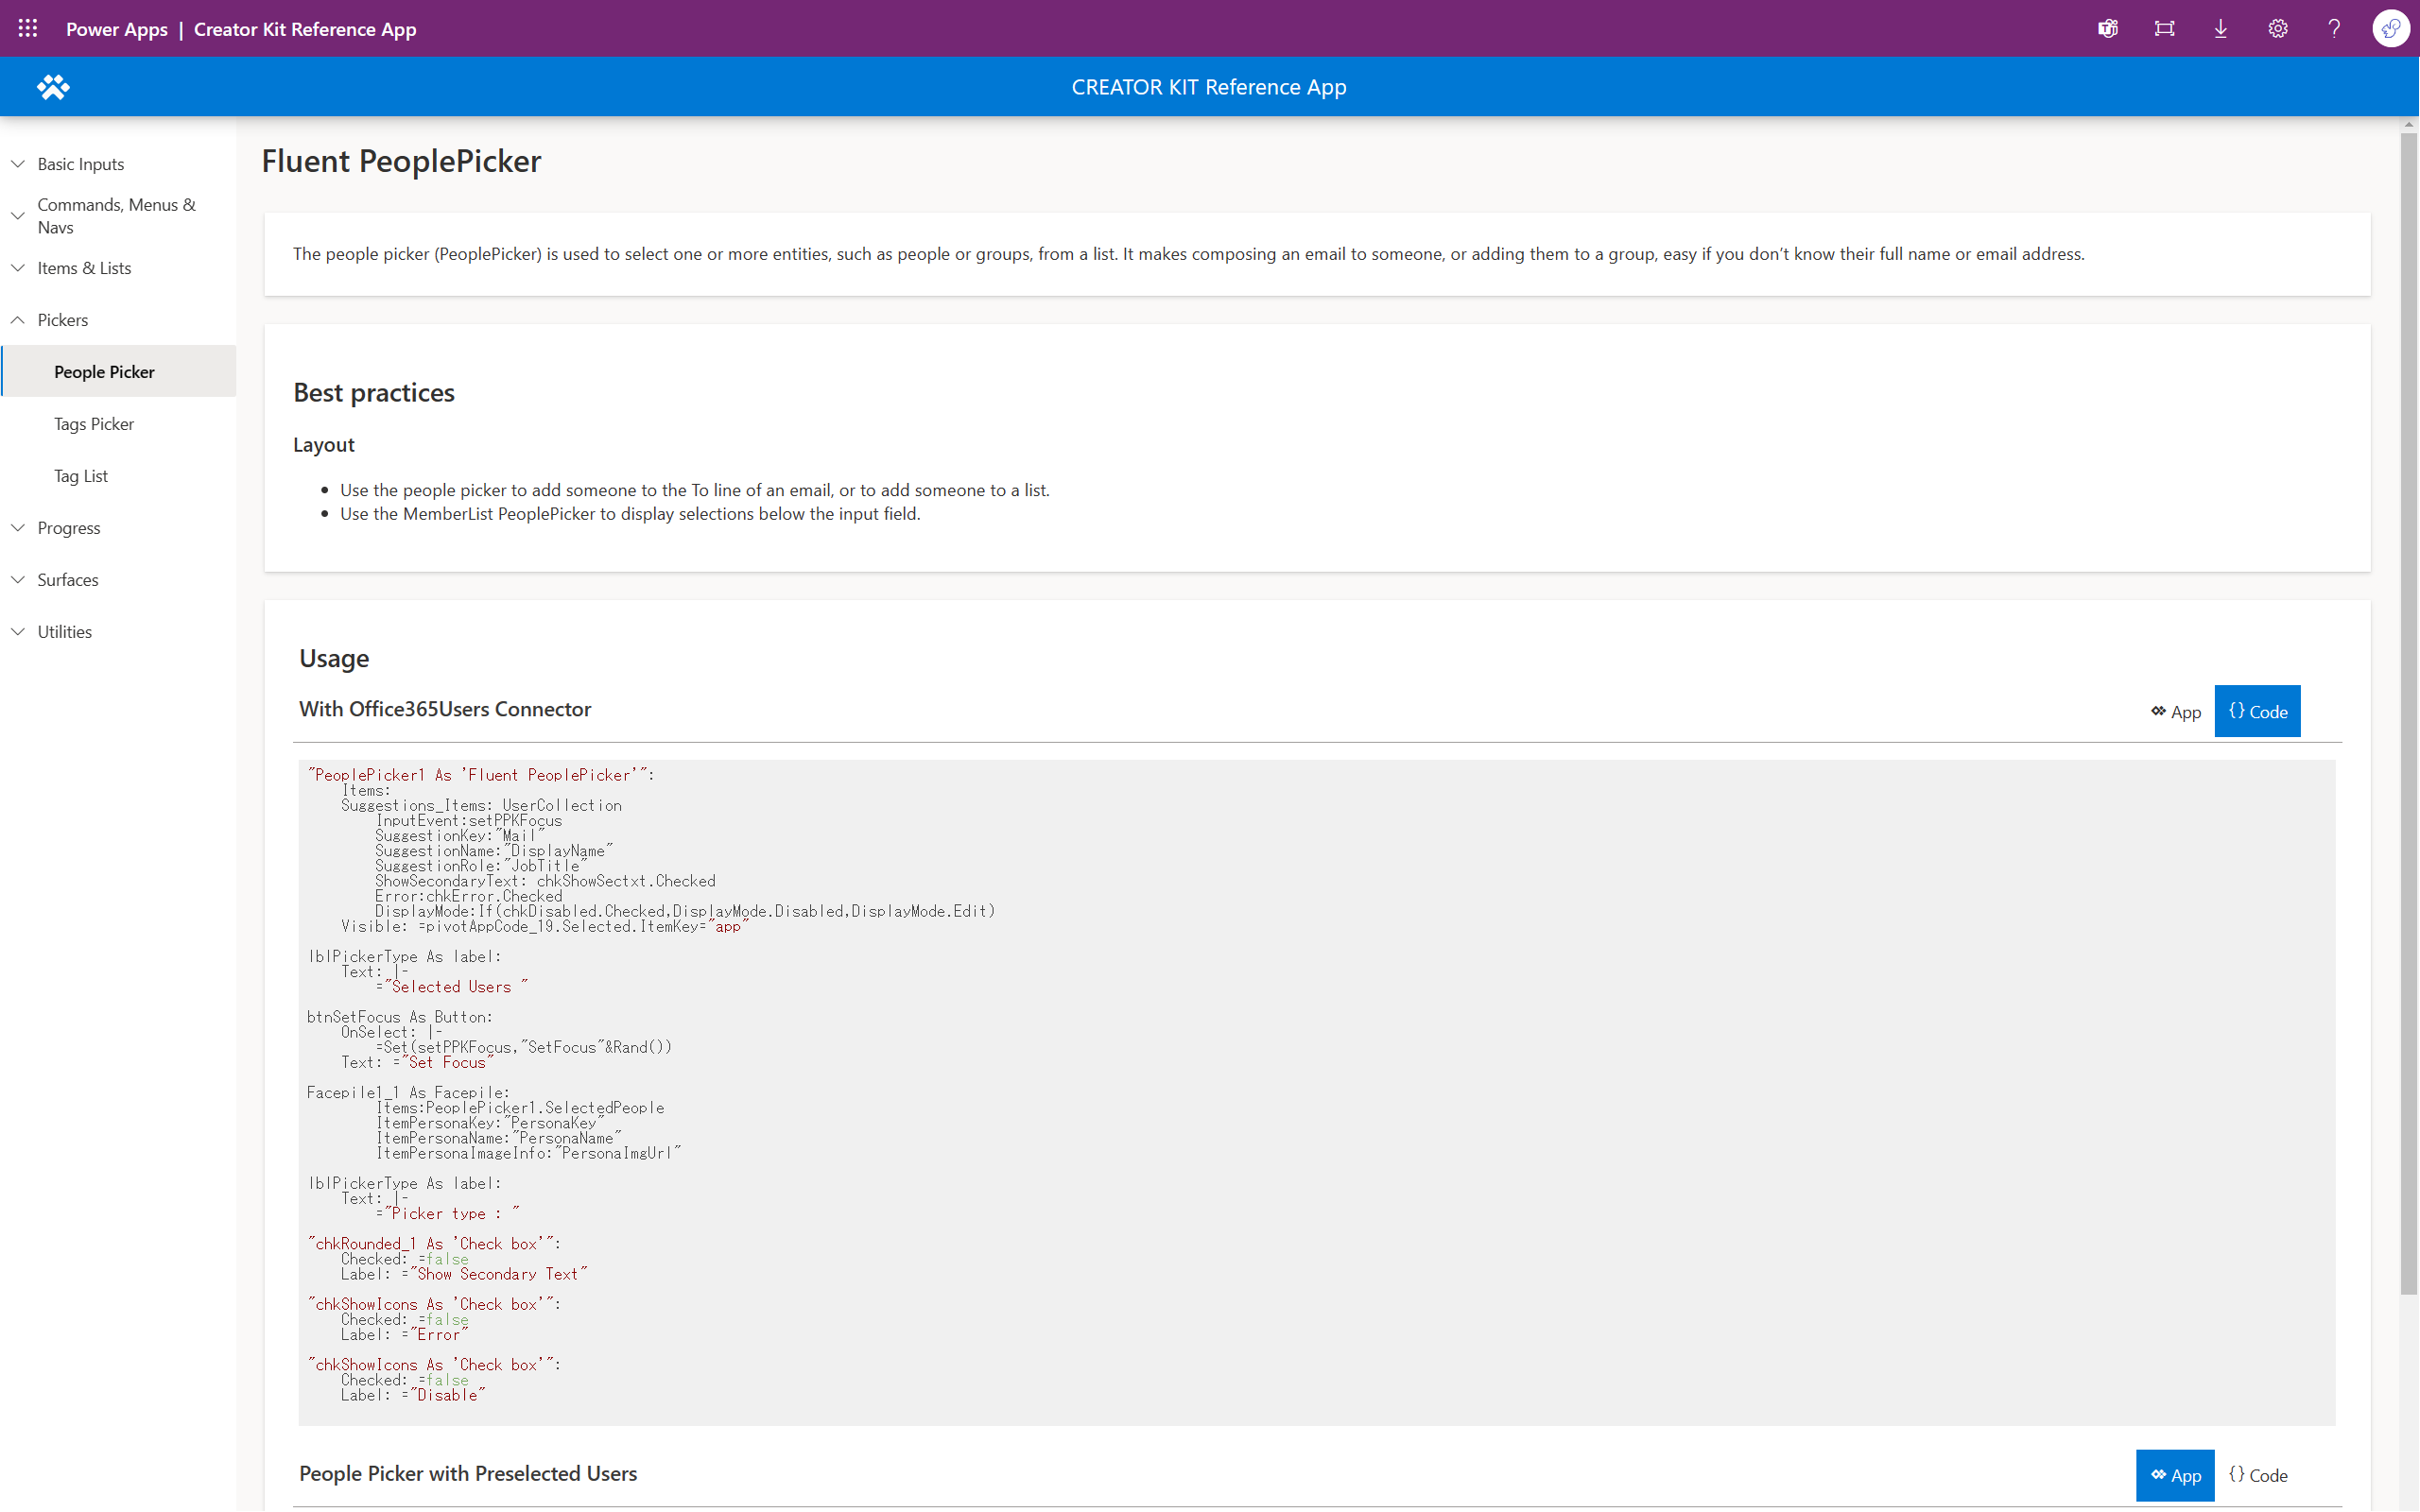 Power Apps | Creator Kit Reference App
CREATOR KIT Reference App
Basic Inputs
Commands, Menus &
Navs
Items & Lists
Pickers
People Picker
Tags Picker
Tag List
Progress
Surfaces
Utilities
Fluent PeoplePicker
The people picker (PeoplePicker) is used to select one or more entities, such as people or groups, from a list. It makes composing an email to someone, or adding them to a group, easy if you don’t know their full name or email address.
Best practices
Layout
• Use the people picker to add someone to the To line of an email, or to add someone to a list.
• Use the MemberList PeoplePicker to display selections below the input field.
Usage
With Office365Users Connector
App
{} Code
"PeoplePicker1 As 'Fluent PeoplePicker'":
    Items:
    Suggestions_Items: UserCollection
        InputEvent:setPPKFocus
        SuggestionKey:"Mail"
        SuggestionName:"DisplayName"
        SuggestionRole:"JobTitle"
        ShowSecondaryText: chkShowSectxt.Checked
        Error:chkError.Checked
        DisplayMode:If(chkDisabled.Checked,DisplayMode.Disabled,DisplayMode.Edit)
    Visible: =pivotAppCode_19.Selected.ItemKey="app"
lblPickerType As label:
    Text: |-
        ="Selected Users "
btnSetFocus As Button:
    OnSelect: |-
        =Set(setPPKFocus,"SetFocus"&Rand())
    Text: ="Set Focus"
Facepile1_1 As Facepile:
        Items:PeoplePicker1.SelectedPeople
        ItemPersonaKey:"PersonaKey"
        ItemPersonaName:"PersonaName"
        ItemPersonaImageInfo:"PersonaImgUrl"
lblPickerType As label:
    Text: |-
        ="Picker type : "
"chkRounded_1 As 'Check box'":
    Checked: =false
    Label: ="Show Secondary Text"
"chkShowIcons As 'Check box'":
    Checked: =false
    Label: ="Error"
"chkShowIcons As 'Check box'":
    Checked: =false
    Label: ="Disable"
People Picker with Preselected Users
App
{} Code